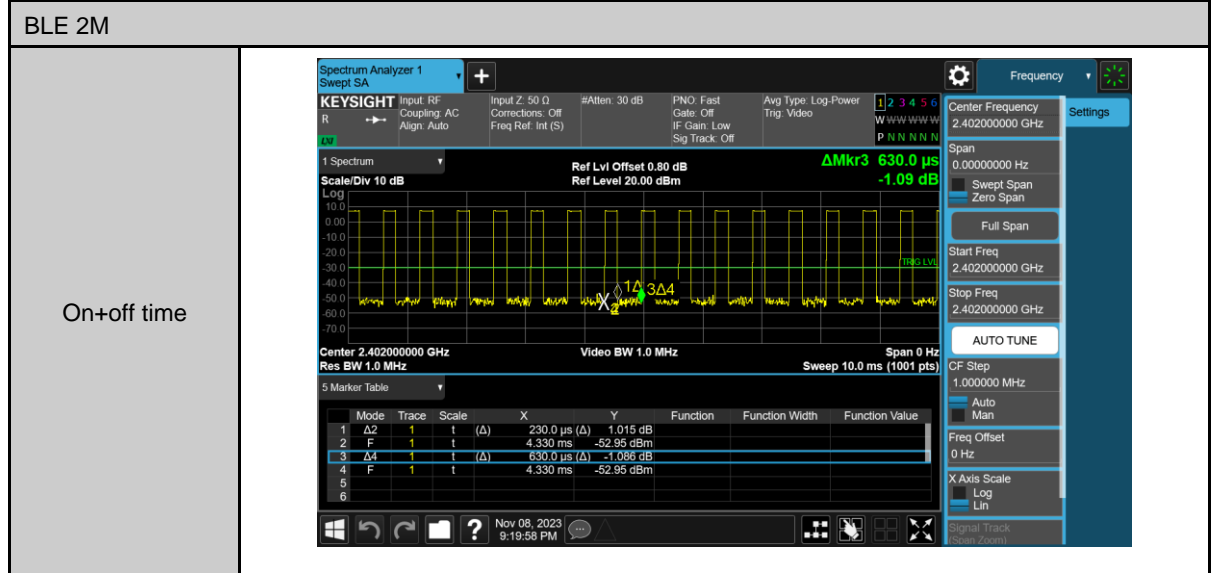 BLE 2M
On+off time
Spectrum Analyzer 1
Swept SA
+
Frequency
KEYSIGHT
R
LXI
Input: RF
Coupling: AC
Align: Auto
Input Z: 50 Ω
Corrections: Off
Freq Ref: Int (S)
#Atten: 30 dB
PNO: Fast
Gate: Off
IF Gain: Low
Sig Track: Off
Avg Type: Log-Power
Trig: Video
1 2 3 4 5 6
W W W W W W
P N N N N N
1 Spectrum
Scale/Div 10 dB
Ref Lvl Offset 0.80 dB
Ref Level 20.00 dBm
ΔMkr3 630.0 µs
-1.09 dB
Log
10.0
0.00
-10.0
-20.0
-30.0
-40.0
-50.0
-60.0
-70.0
TRIG LVL
1Δ
3Δ4
X
2
Center 2.402000000 GHz
Video BW 1.0 MHz
Span 0 Hz
Res BW 1.0 MHz
Sweep 10.0 ms (1001 pts)
5 Marker Table
Mode Trace Scale X Y Function Function Width Function Value
1 Δ2 1 t (Δ) 230.0 µs (Δ) 1.015 dB
2 F 1 t 4.330 ms -52.95 dBm
3 Δ4 1 t (Δ) 630.0 µs (Δ) -1.086 dB
4 F 1 t 4.330 ms -52.95 dBm
5
6
?
Nov 08, 2023
9:19:58 PM
Center Frequency
2.402000000 GHz
Settings
Span
0.00000000 Hz
Swept Span
Zero Span
Full Span
Start Freq
2.402000000 GHz
Stop Freq
2.402000000 GHz
AUTO TUNE
CF Step
1.000000 MHz
Auto
Man
Freq Offset
0 Hz
X Axis Scale
Log
Lin
Signal Track
(Span Zoom)